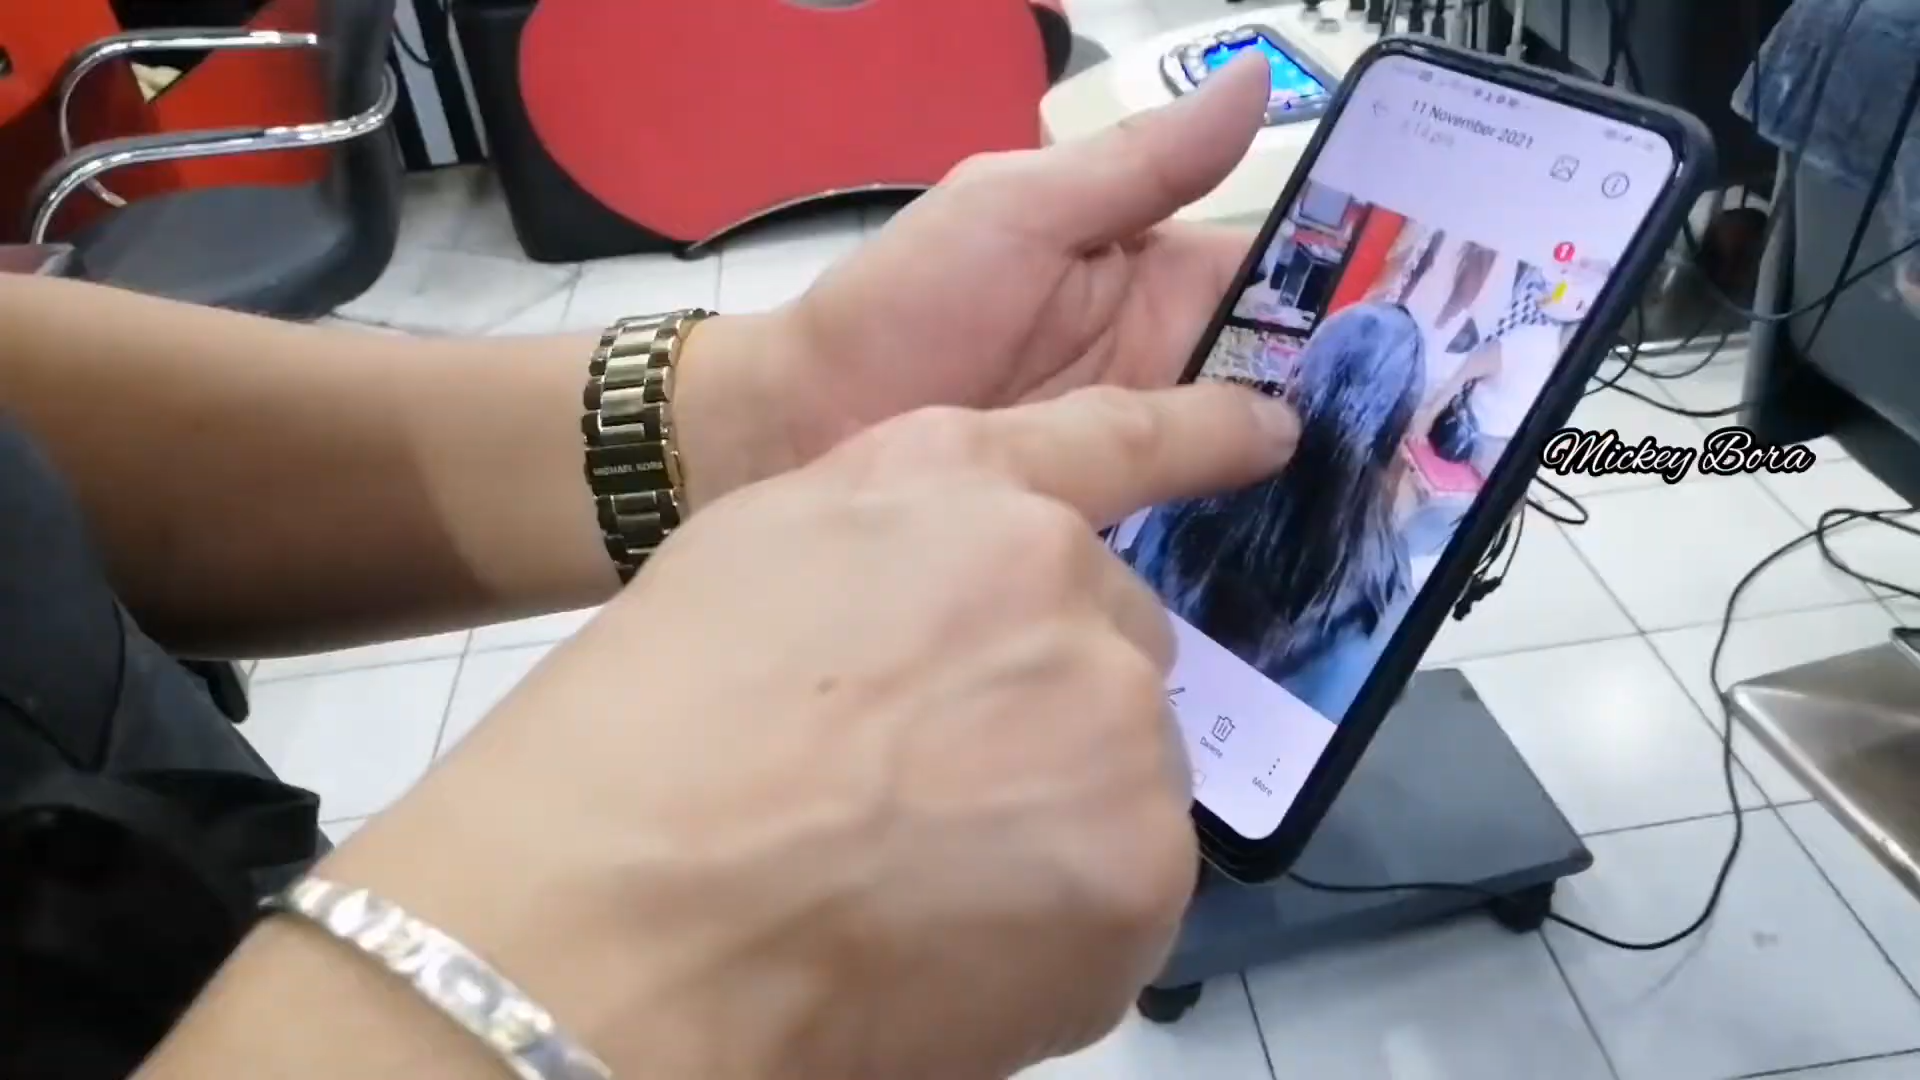 11 November 2021
MICHAEL KORS
Mickey Bora
Delete
More